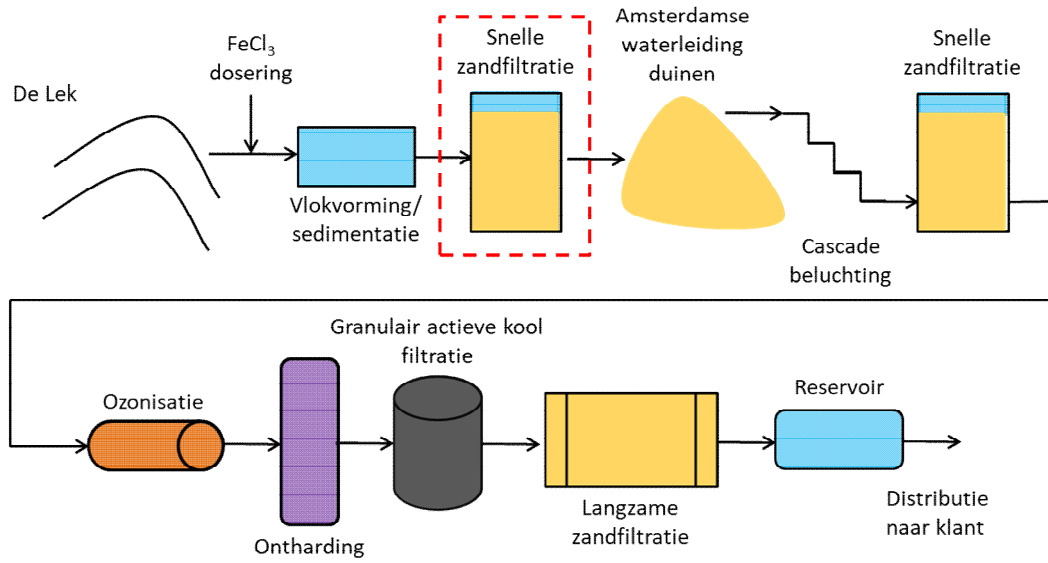 De Lek
FeCl₃
dosering
Vlokvorming/
sedimentatie
Snelle
zandfiltratie
Amsterdamse
waterleiding
duinen
Cascade
beluchting
Snelle
zandfiltratie
Ozonisatie
Ontharding
Granulair actieve kool
filtratie
Langzame
zandfiltratie
Reservoir
Distributie
naar klant